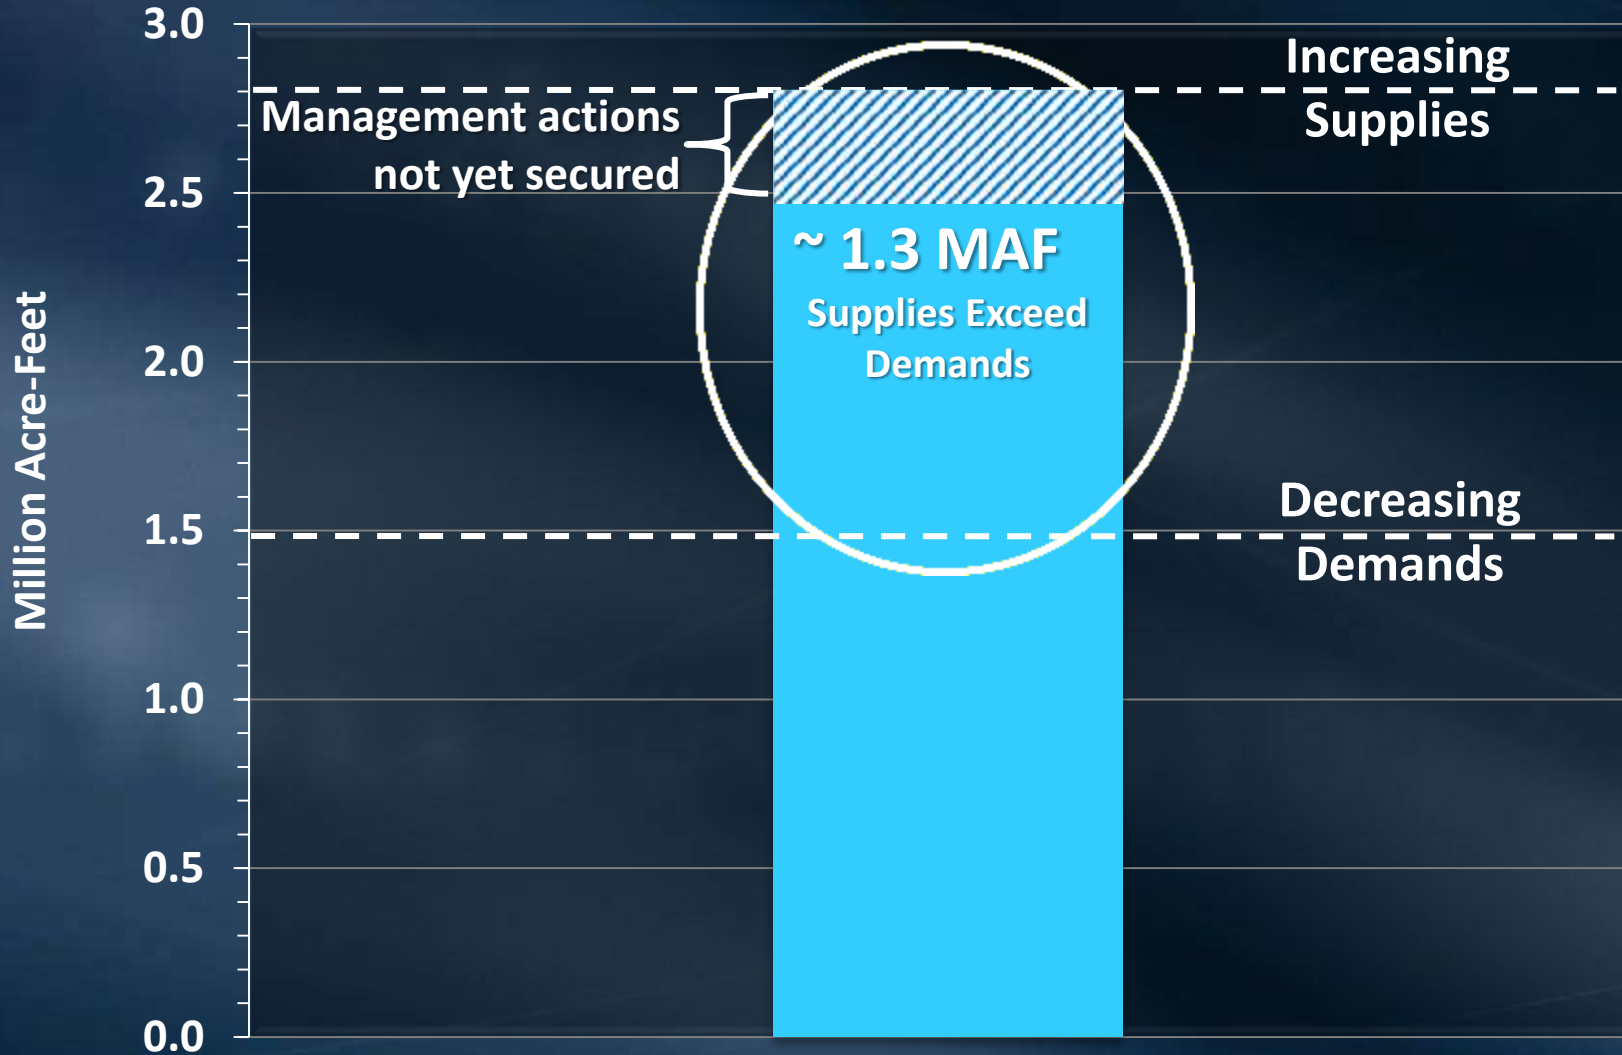 3.0
2.5
2.0
1.5
1.0
0.5
0.0
Million Acre-Feet
Management actions
not yet secured
~ 1.3 MAF
Supplies Exceed
Demands
Increasing
Supplies
Decreasing
Demands